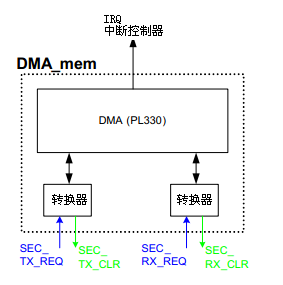 IRQ
中断控制器
DMA_mem
DMA (PL330)
转换器
转换器
SEC_
TX_REQ
SEC_
TX_CLR
SEC_
RX_REQ
SEC_
RX_CLR